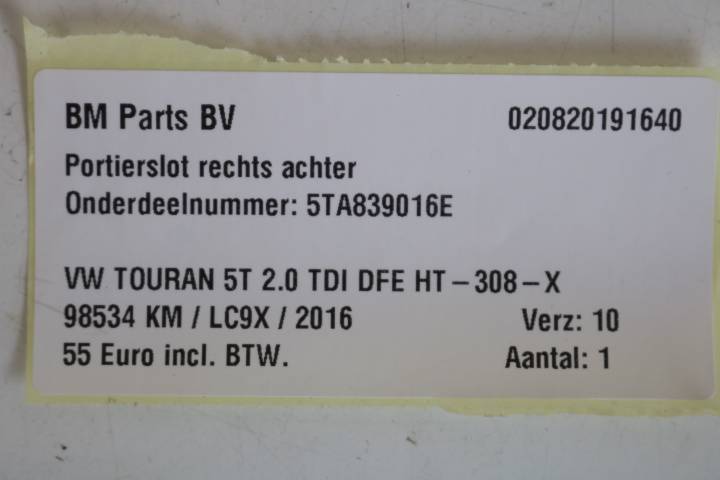 BM Parts BV 020820191640
Portierslot rechts achter
Onderdeelnummer: 5TA839016E
VW TOURAN 5T 2.0 TDI DFE HT-308-X
98534 KM / LC9X / 2016 Verz: 10
55 Euro incl. BTW. Aantal: 1